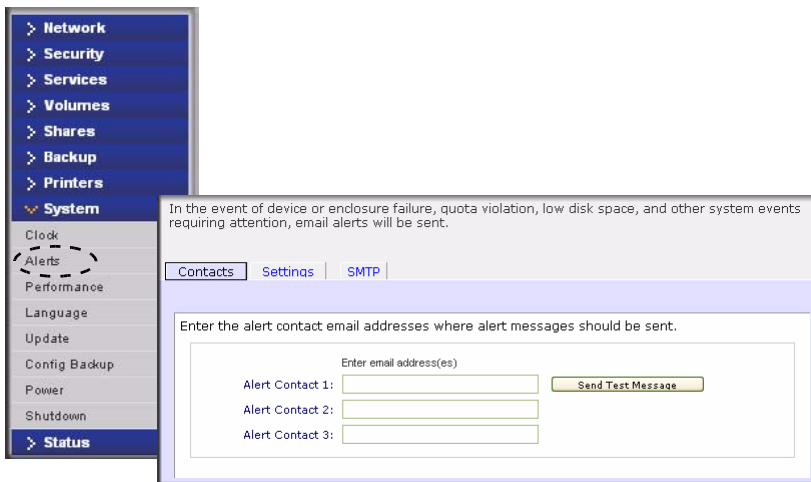 Network
Security
Services
Volumes
Shares
Backup
Printers
System
Clock
Alerts
Performance
Language
Update
Config Backup
Power
Shutdown
Status
In the event of device or enclosure failure, quota violation, low disk space, and other system events
requiring attention, email alerts will be sent.
Contacts Settings SMTP
Enter the alert contact email addresses where alert messages should be sent.
Enter email address(es)
Alert Contact 1: Send Test Message
Alert Contact 2:
Alert Contact 3: